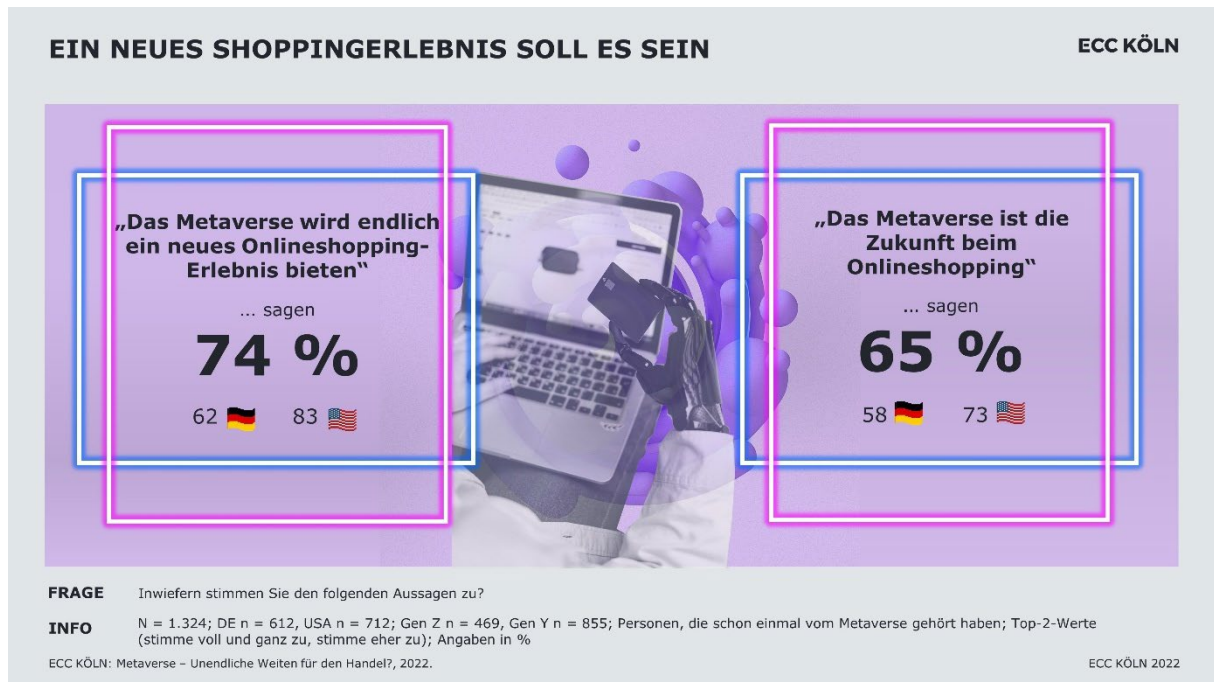 EIN NEUES SHOPPINGERLEBNIS SOLL ES SEIN
ECC KÖLN
„Das Metaverse wird endlich
ein neues Onlineshopping-
Erlebnis bieten“
... sagen
74 %
62 83
„Das Metaverse ist die
Zukunft beim
Onlineshopping“
... sagen
65 %
58 73
FRAGE Inwiefern stimmen Sie den folgenden Aussagen zu?
INFO N = 1.324; DE n = 612, USA n = 712; Gen Z n = 469, Gen Y n = 855; Personen, die schon einmal vom Metaverse gehört haben; Top-2-Werte
(stimme voll und ganz zu, stimme eher zu); Angaben in %
ECC KÖLN: Metaverse – Unendliche Weiten für den Handel?, 2022.
ECC KÖLN 2022